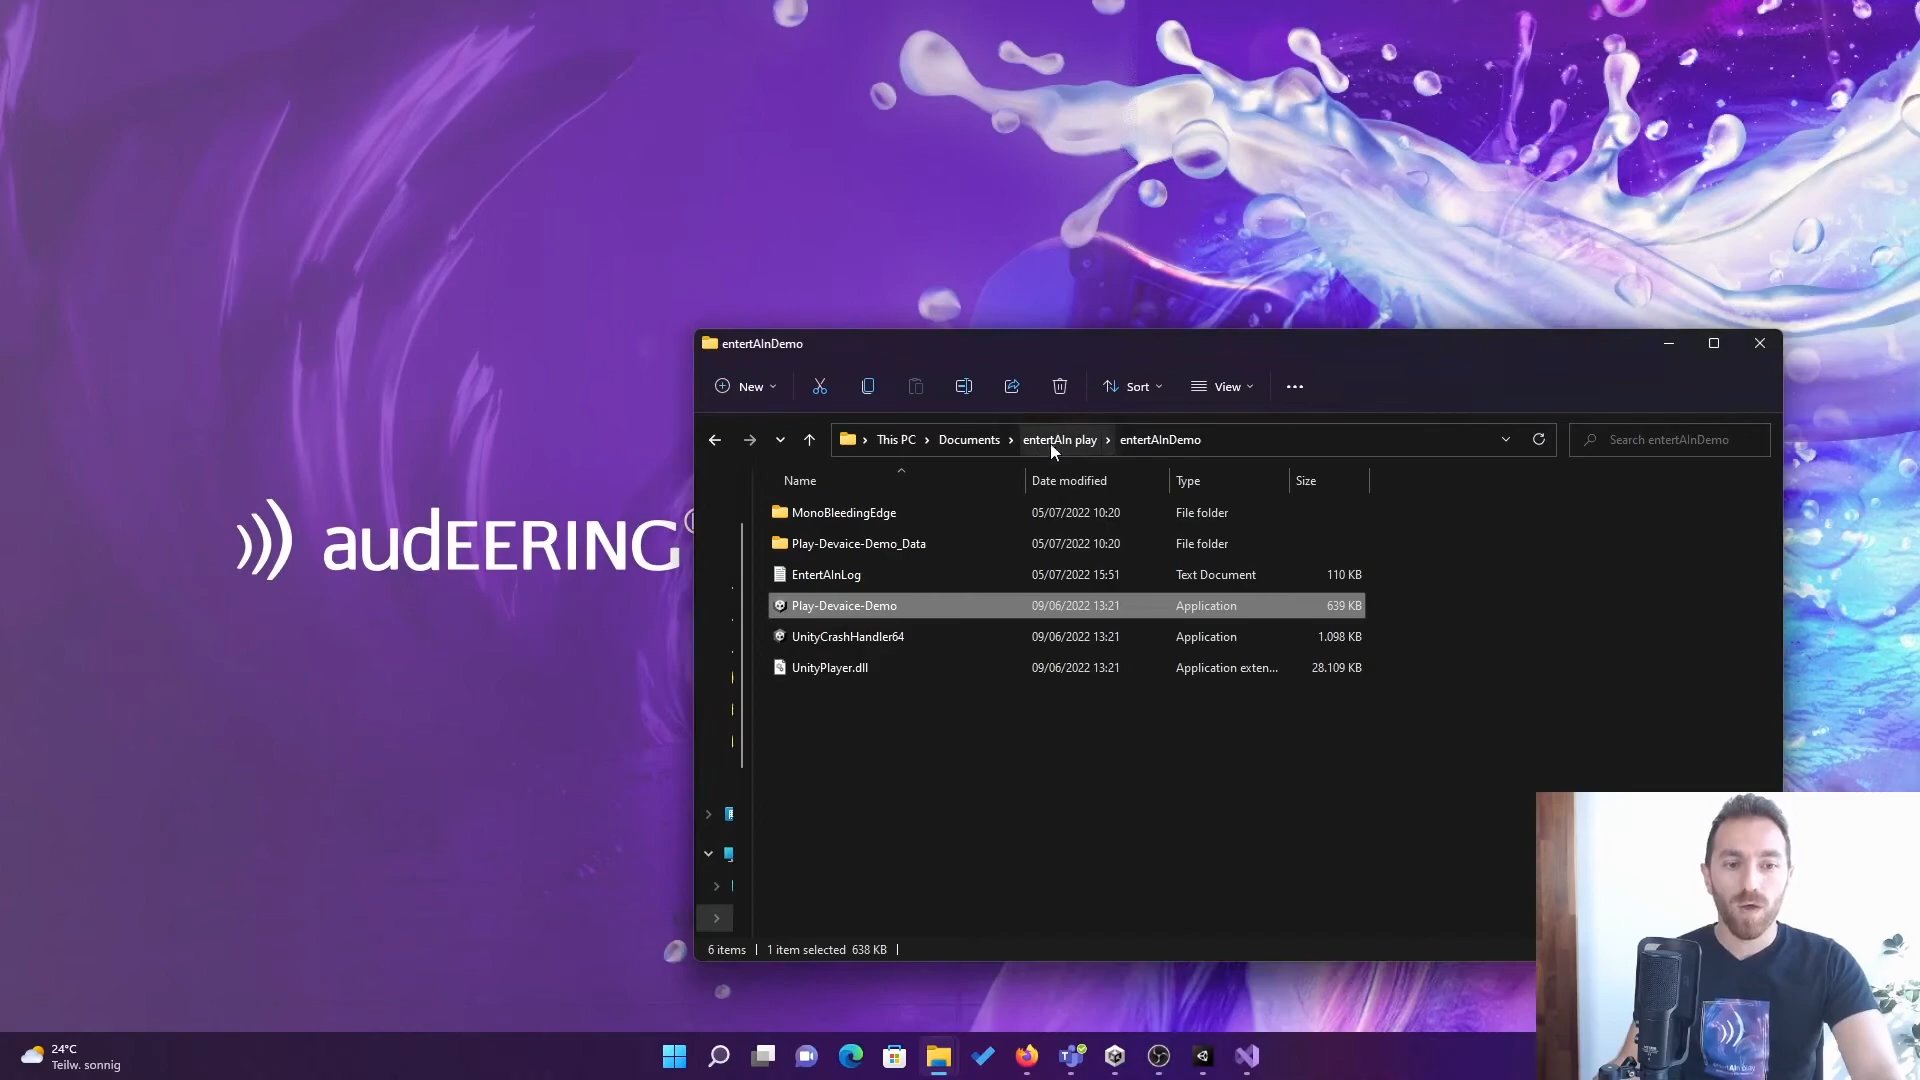 entertAInDemo
New
Sort
View
This PC
Documents
entertAIn play
entertAInDemo
Search entertAInDemo
Name
Date modified
Type
Size
MonoBleedingEdge
05/07/2022 10:20
File folder
Play-Devaice-Demo_Data
05/07/2022 10:20
File folder
EntertAInLog
05/07/2022 15:51
Text Document
110 KB
Play-Devaice-Demo
09/06/2022 13:21
Application
639 KB
UnityCrashHandler64
09/06/2022 13:21
Application
1.098 KB
UnityPlayer.dll
09/06/2022 13:21
Application exten...
28.109 KB
audEERING
6 items
1 item selected 638 KB
entertAIn play
24°C
Teilw. sonnig